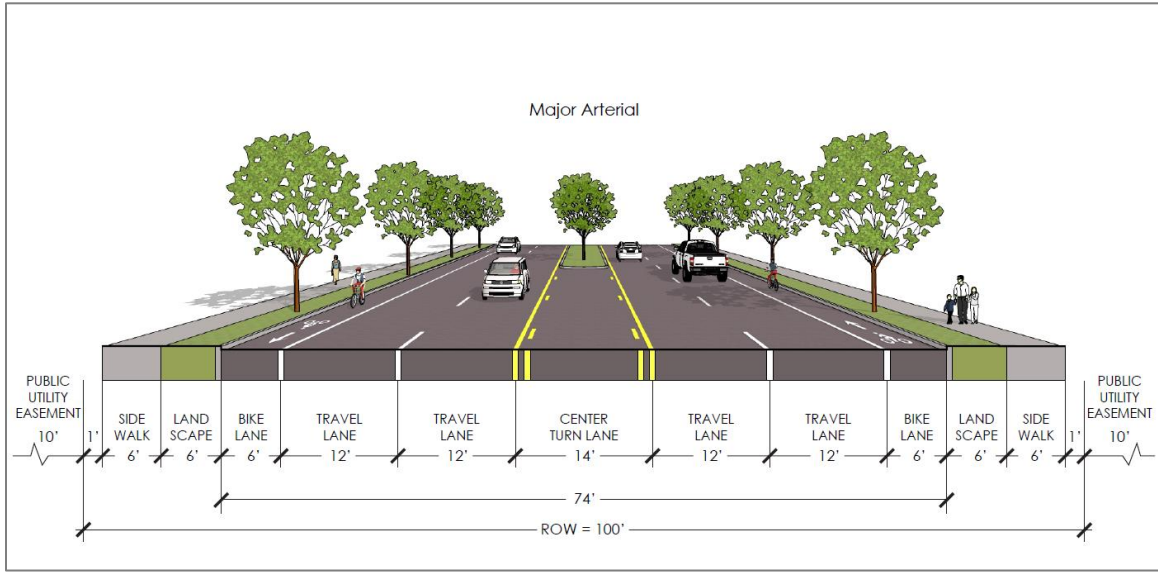 Major Arterial
PUBLIC
UTILITY
EASEMENT
10’
1’
SIDE
WALK
6’
LAND
SCAPE
6’
BIKE
LANE
6’
TRAVEL
LANE
12’
TRAVEL
LANE
12’
CENTER
TURN LANE
14’
TRAVEL
LANE
12’
TRAVEL
LANE
12’
BIKE
LANE
6’
LAND
SCAPE
6’
SIDE
WALK
6’
1’
PUBLIC
UTILITY
EASEMENT
10’
74’
ROW = 100’